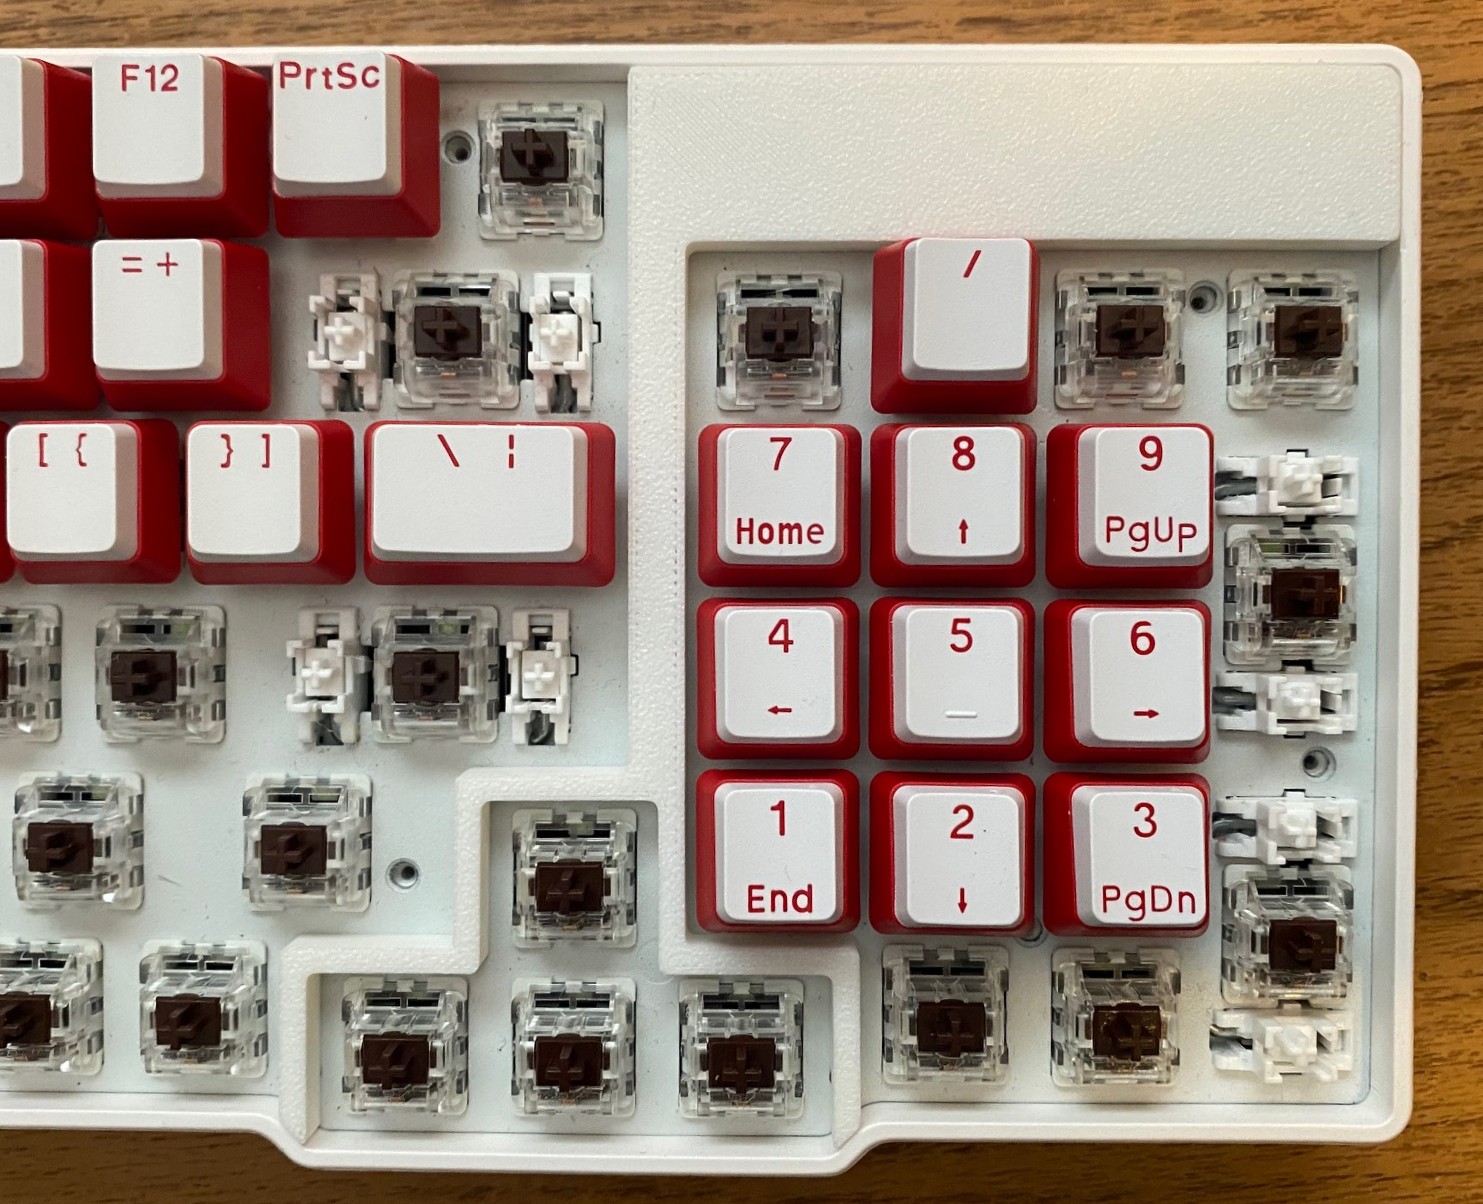 F12 PrtSc
= + /
[ { } ] \ ¦ 7 8 9
Home ↑ PgUp
4 5 6
← _ →
1 2 3
End ↓ PgDn